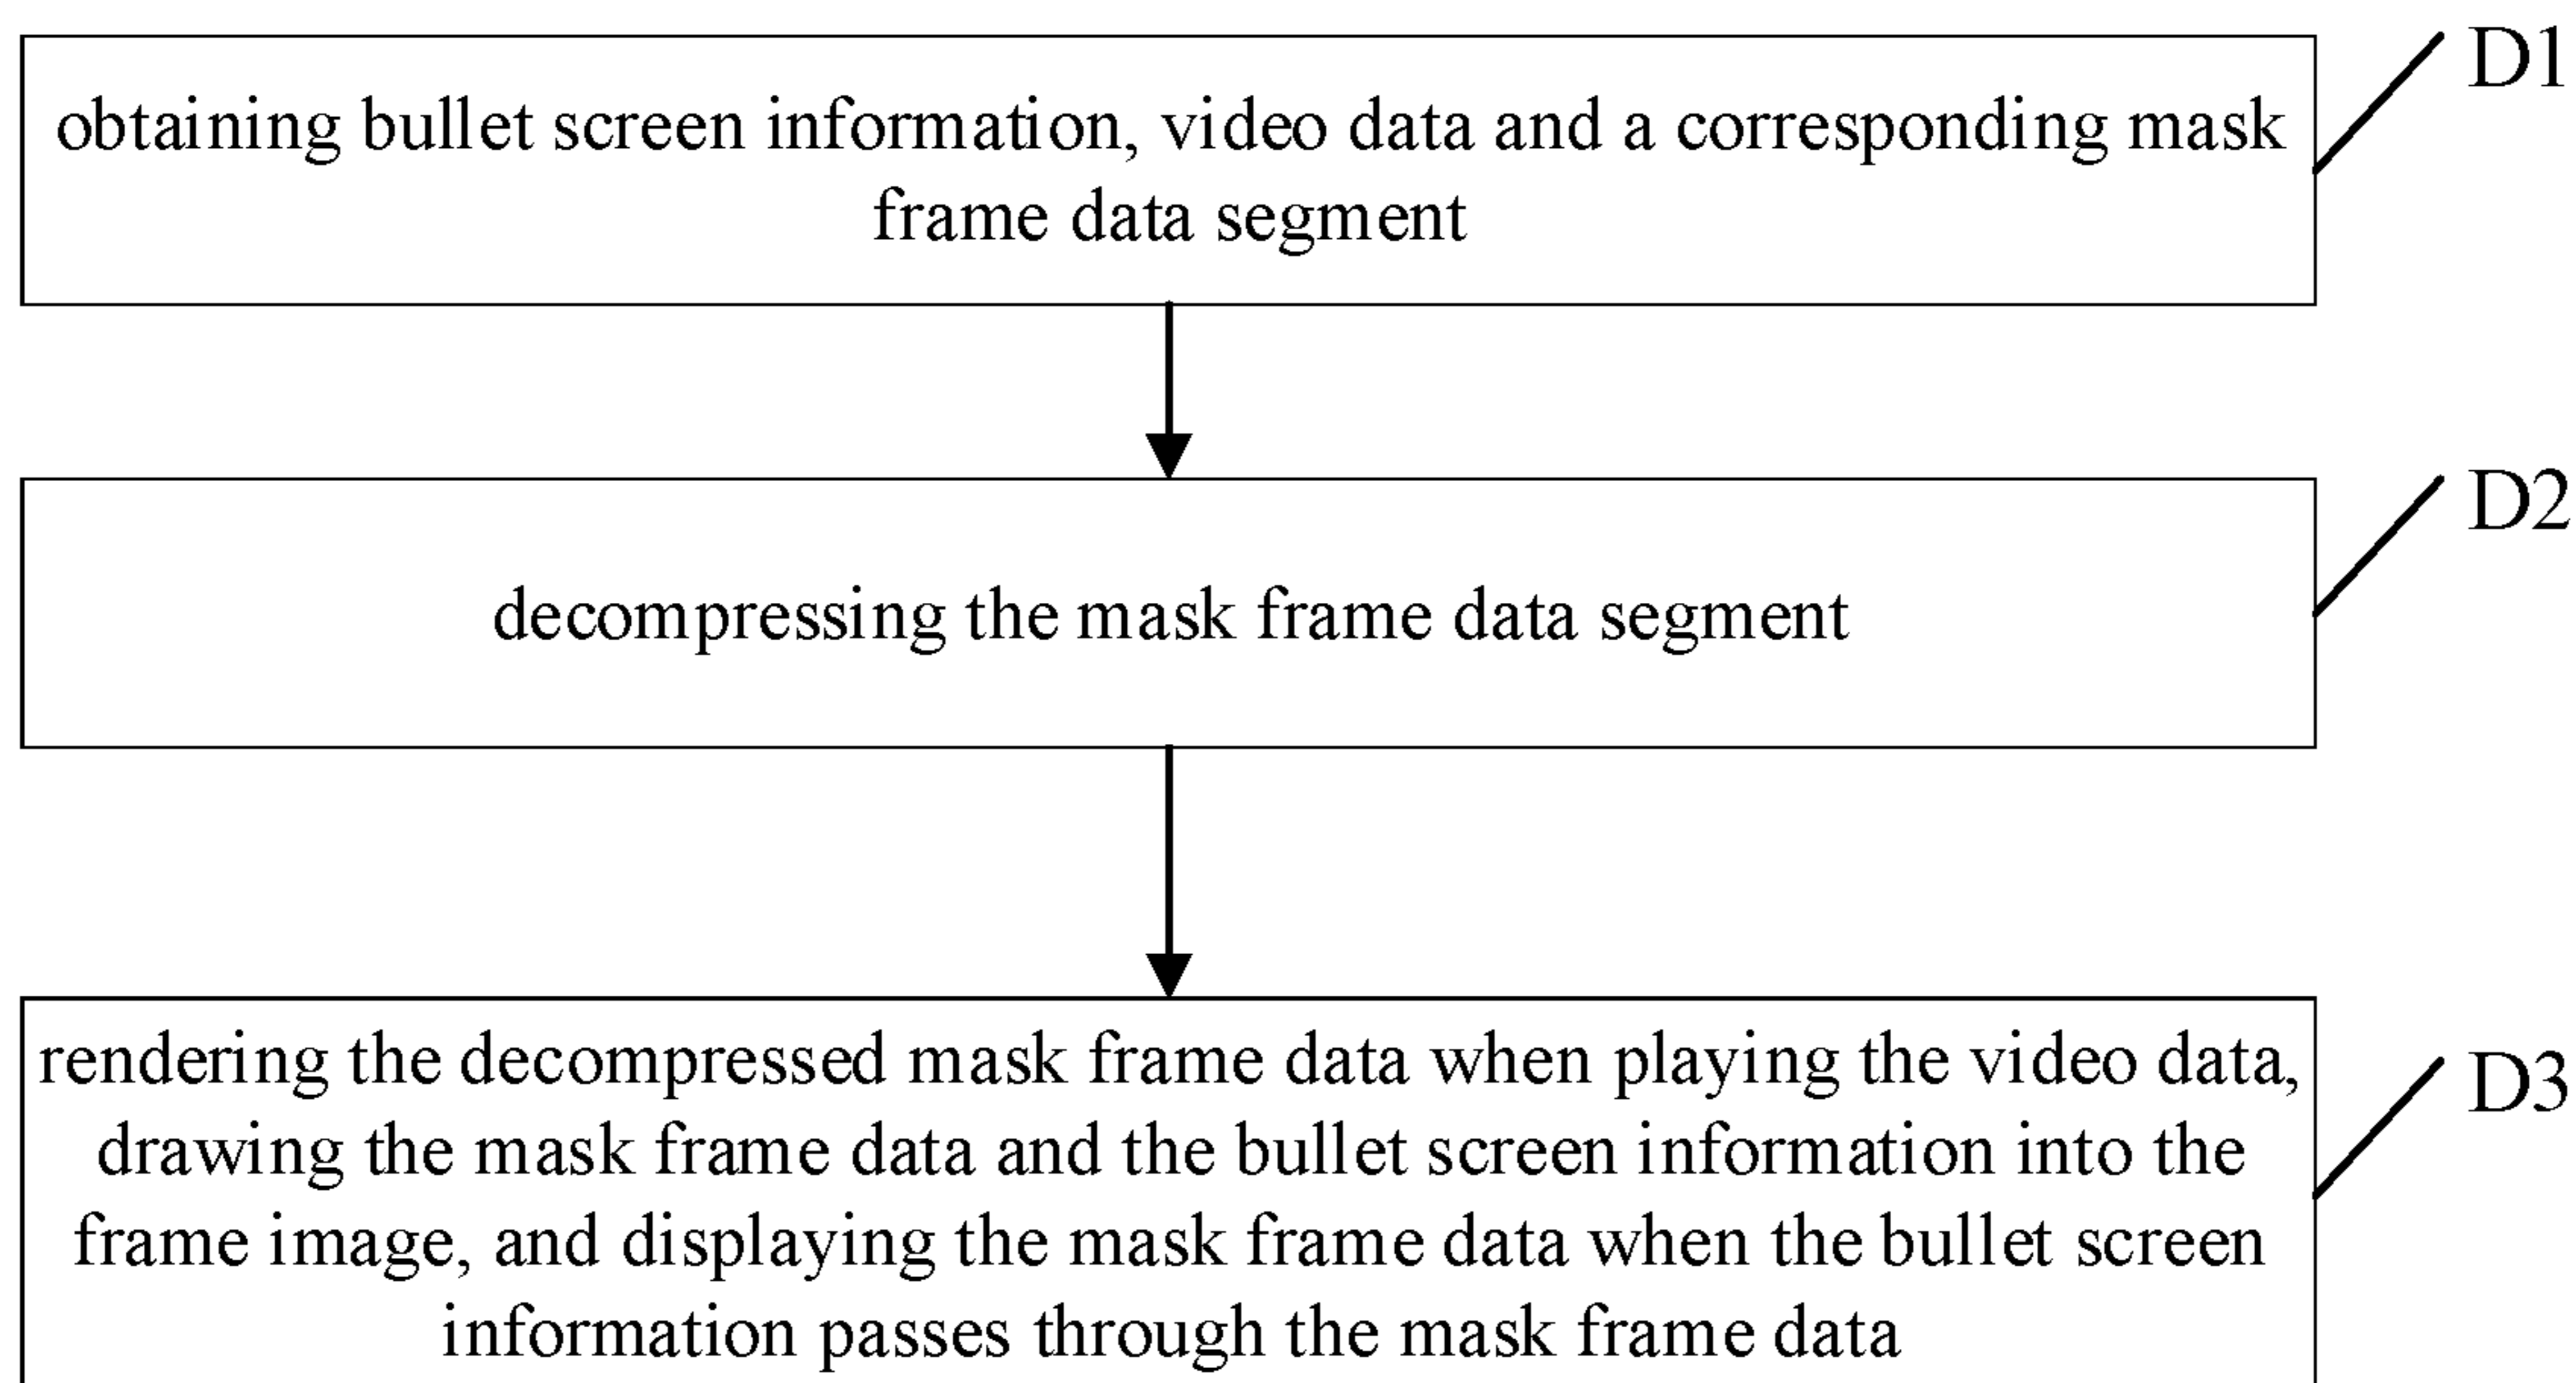 obtaining bullet screen information, video data and a corresponding mask
frame data segment
D1
decompressing the mask frame data segment
D2
rendering the decompressed mask frame data when playing the video data,
drawing the mask frame data and the bullet screen information into the
frame image, and displaying the mask frame data when the bullet screen
information passes through the mask frame data
D3